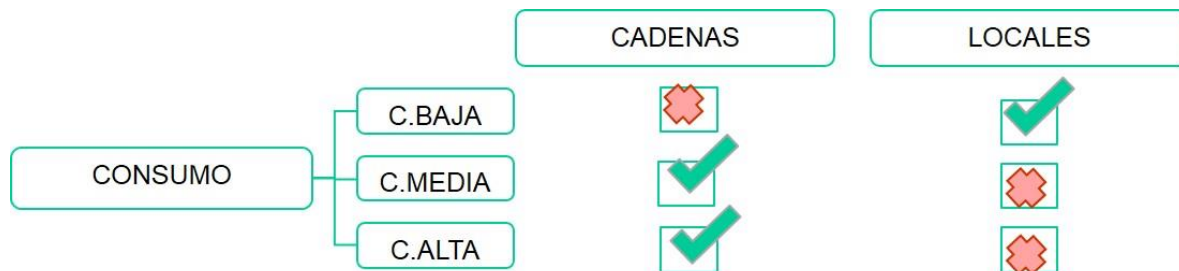 CADENAS
LOCALES
C.BAJA
CONSUMO
C.MEDIA
C.ALTA